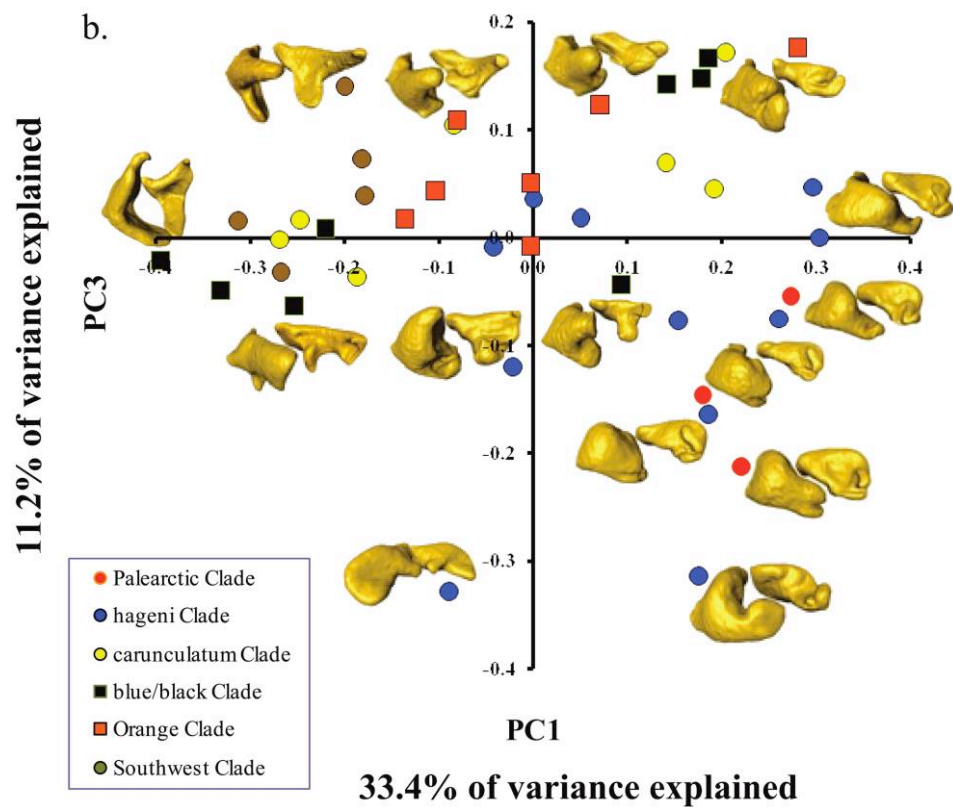 b.
0.2
0.1
0.0
-0.4 -0.3 -0.2 -0.1 0.0 0.1 0.2 0.3 0.4
-0.1
-0.2
-0.3
-0.4
PC3
11.2% of variance explained
Palearctic Clade
hageni Clade
carunculatum Clade
blue/black Clade
Orange Clade
Southwest Clade
PC1
33.4% of variance explained